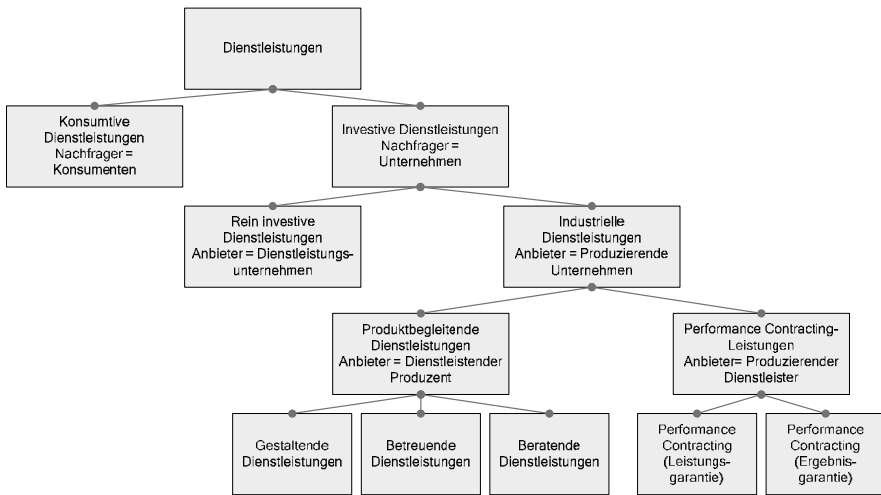 Dienstleistungen
Konsumtive
Dienstleistungen
Nachfrager =
Konsumenten
Investive Dienstleistungen
Nachfrager =
Unternehmen
Rein investive
Dienstleistungen
Anbieter = Dienstleistungs-
unternehmen
Industrielle
Dienstleistungen
Anbieter = Produzierende
Unternehmen
Produktbegleitende
Dienstleistungen
Anbieter = Dienstleistender
Produzent
Performance Contracting-
Leistungen
Anbieter= Produzierender
Dienstleister
Gestaltende
Dienstleistungen
Betreuende
Dienstleistungen
Beratende
Dienstleistungen
Performance
Contracting
(Leistungs-
garantie)
Performance
Contracting
(Ergebnis-
garantie)